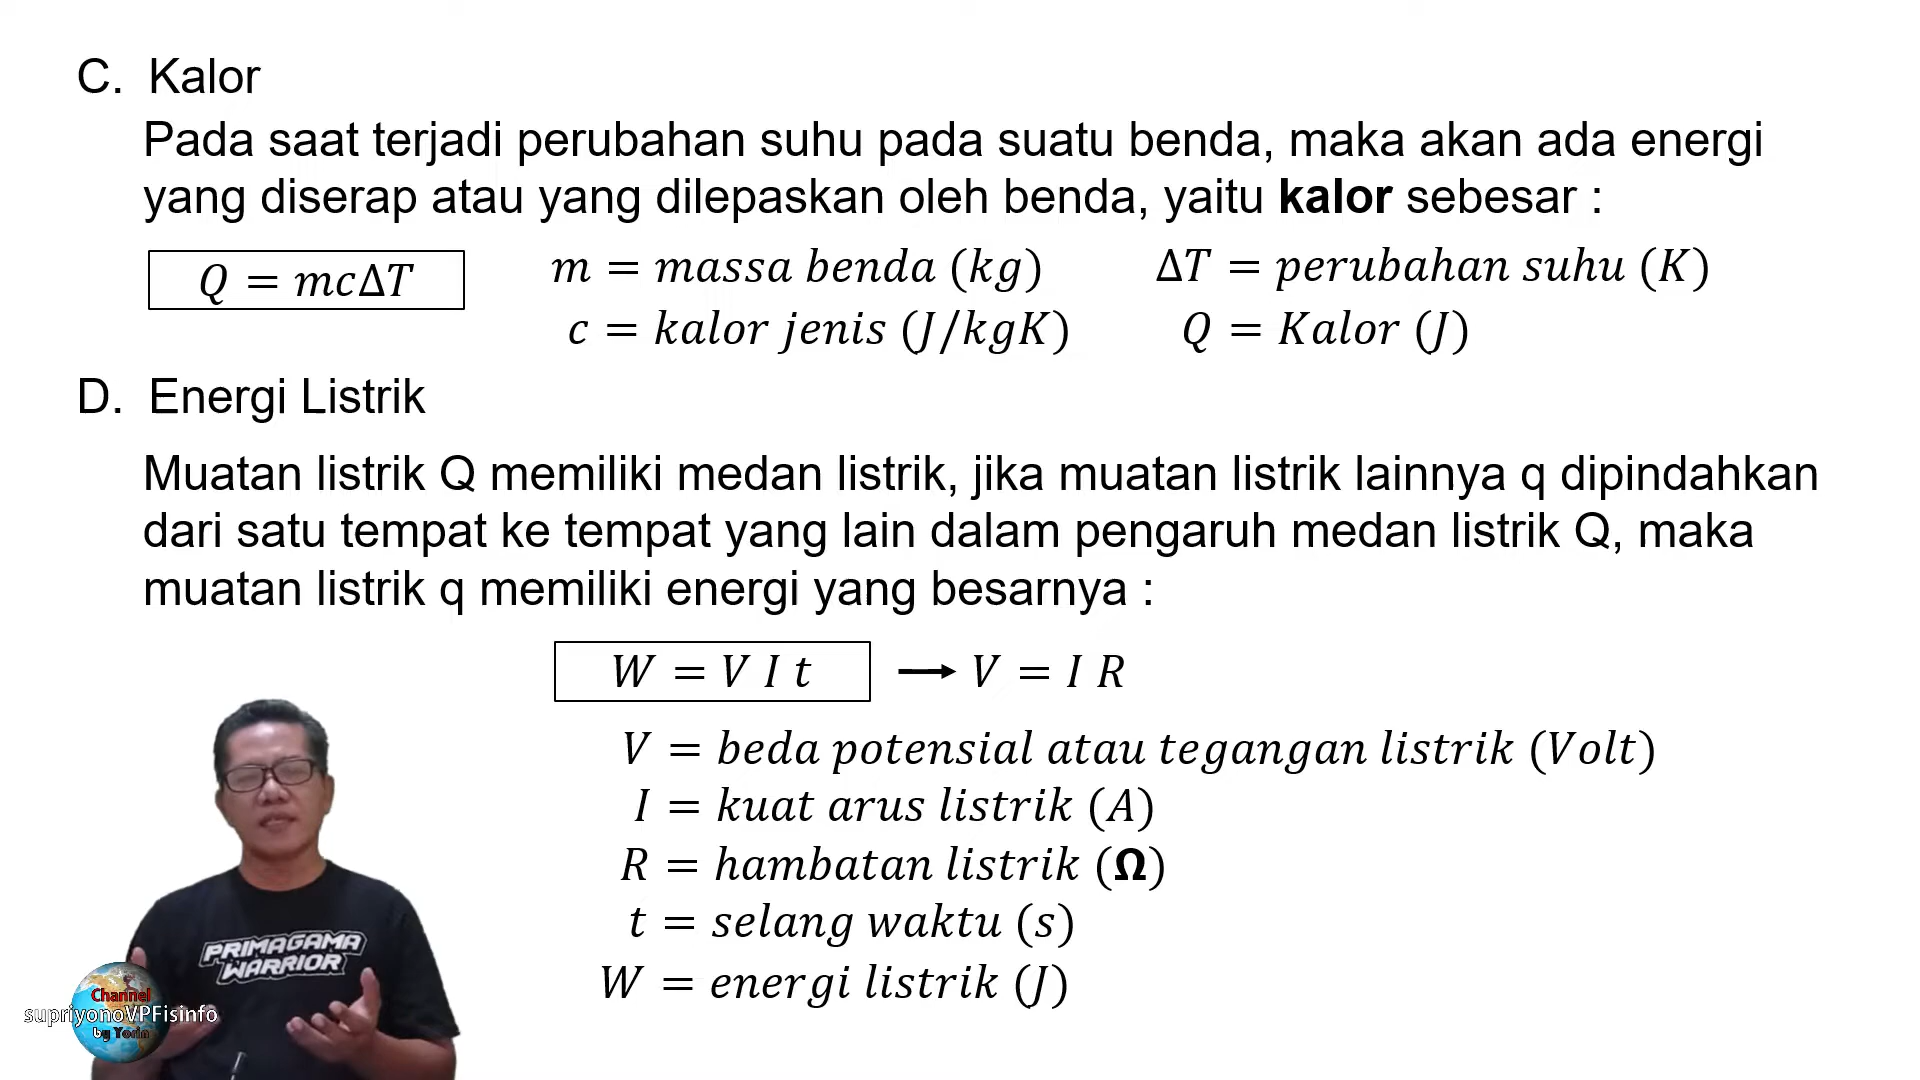 C. Kalor
Pada saat terjadi perubahan suhu pada suatu benda, maka akan ada energi
yang diserap atau yang dilepaskan oleh benda, yaitu kalor sebesar :
Q = mcΔT
m = massa benda (kg)
ΔT = perubahan suhu (K)
c = kalor jenis (J/kgK)
Q = Kalor (J)
D. Energi Listrik
Muatan listrik Q memiliki medan listrik, jika muatan listrik lainnya q dipindahkan
dari satu tempat ke tempat yang lain dalam pengaruh medan listrik Q, maka
muatan listrik q memiliki energi yang besarnya :
W = V I t → V = I R
V = beda potensial atau tegangan listrik (Volt)
I = kuat arus listrik (A)
R = hambatan listrik (Ω)
t = selang waktu (s)
W = energi listrik (J)
PRIMAGAMA
WARRIOR
Channel
supriyonoVPFisinfo
by Yorin